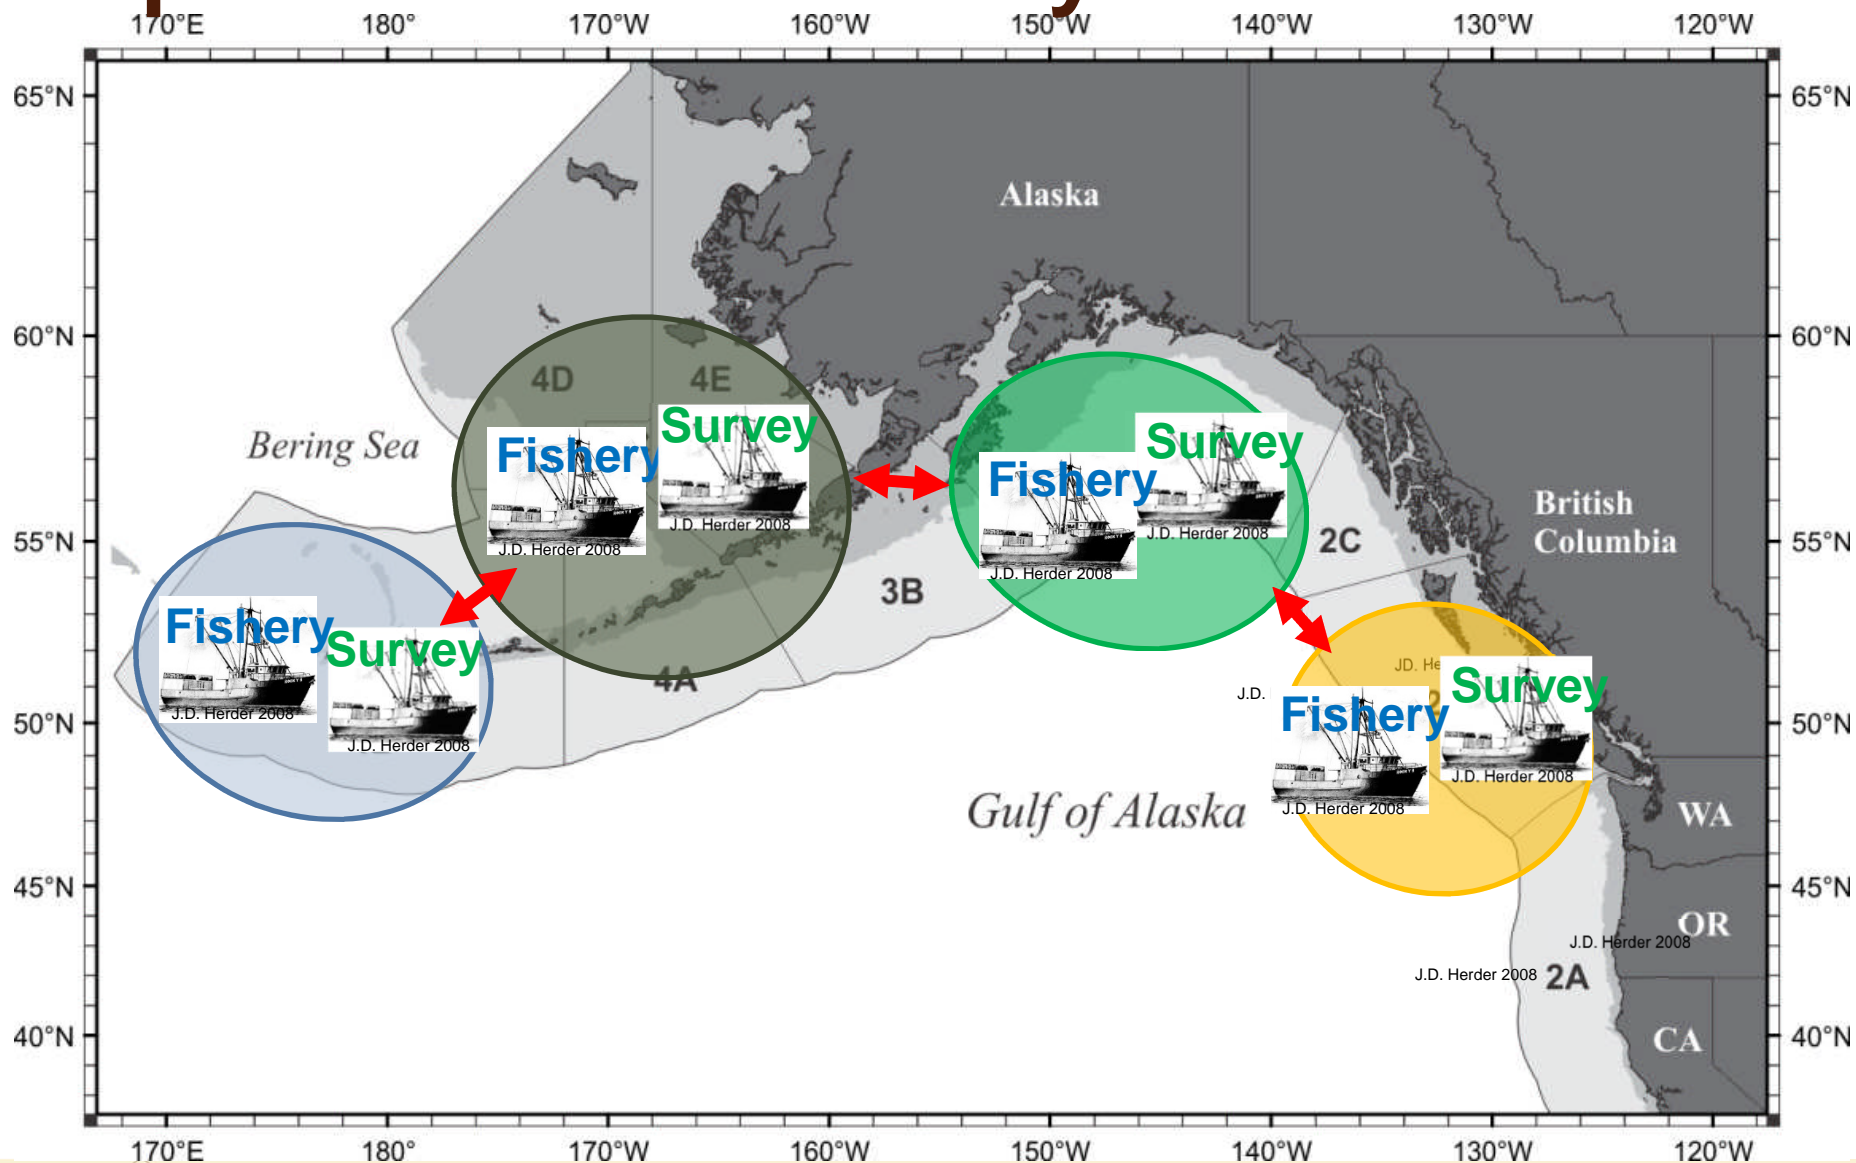 170°E 180° 170°W 160°W 150°W 140°W 130°W 120°W
65°N 65°N
Alaska
60°N 60°N
4D 4E
Bering Sea
Survey
Fishery
J.D. Herder 2008
J.D. Herder 2008
Survey
Fishery
J.D. Herder 2008
J.D. Herder 2008
British
Columbia
55°N 55°N
2C
3B
Fishery
Survey
J.D. Herder 2008
J.D. Herder 2008
4A
JD. He
J.D.
Survey
Fishery
J.D. Herder 2008
J.D. Herder 2008
50°N 50°N
Gulf of Alaska
WA
45°N 45°N
OR
J.D. Herder 2008
J.D. Herder 2008
2A
40°N 40°N
CA
170°E 180° 170°W 160°W 150°W 140°W 130°W 120°W